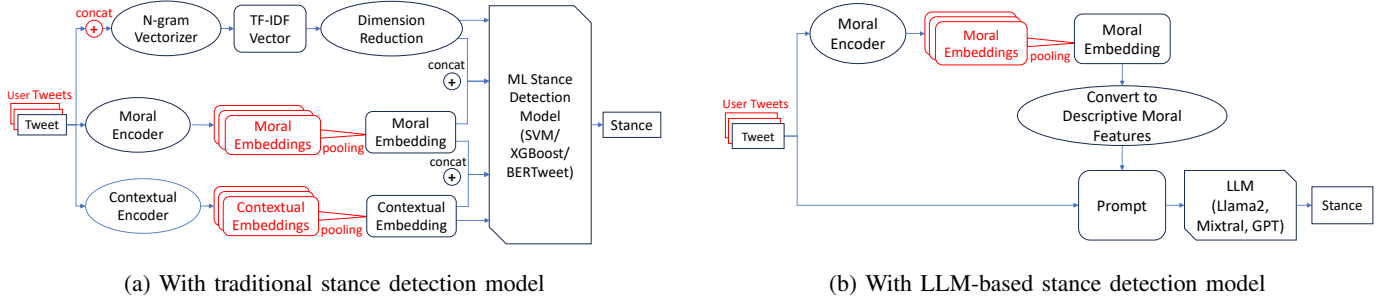 concat
+
N-gram
Vectorizer
TF-IDF
Vector
Dimension
Reduction
concat
+
User Tweets
Tweet
Moral
Encoder
Moral
Embeddings
pooling
Moral
Embedding
concat
+
Contextual
Encoder
Contextual
Embeddings
pooling
Contextual
Embedding
ML Stance
Detection
Model
(SVM/
XGBoost/
BERTweet)
Stance
(a) With traditional stance detection model
Moral
Encoder
Moral
Embeddings
pooling
Moral
Embedding
User Tweets
Tweet
Convert to
Descriptive Moral
Features
Prompt
LLM
(Llama2,
Mixtral, GPT)
Stance
(b) With LLM-based stance detection model